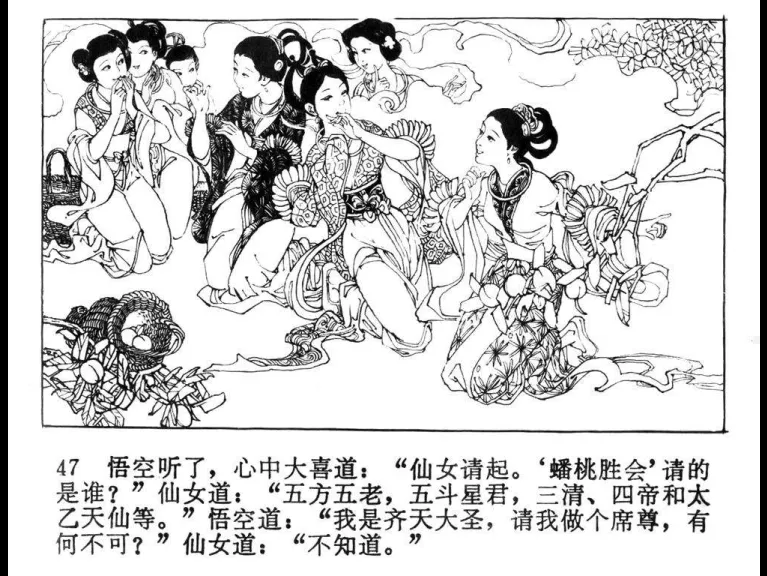 47 悟空听了，心中大喜道：“仙女请起。‘蟠桃胜会’请的
是谁？”仙女道：“五方五老，五斗星君，三清、四帝和太
乙天仙等。”悟空道：“我是齐天大圣，请我做个席尊，有
何不可？”仙女道：“不知道。”